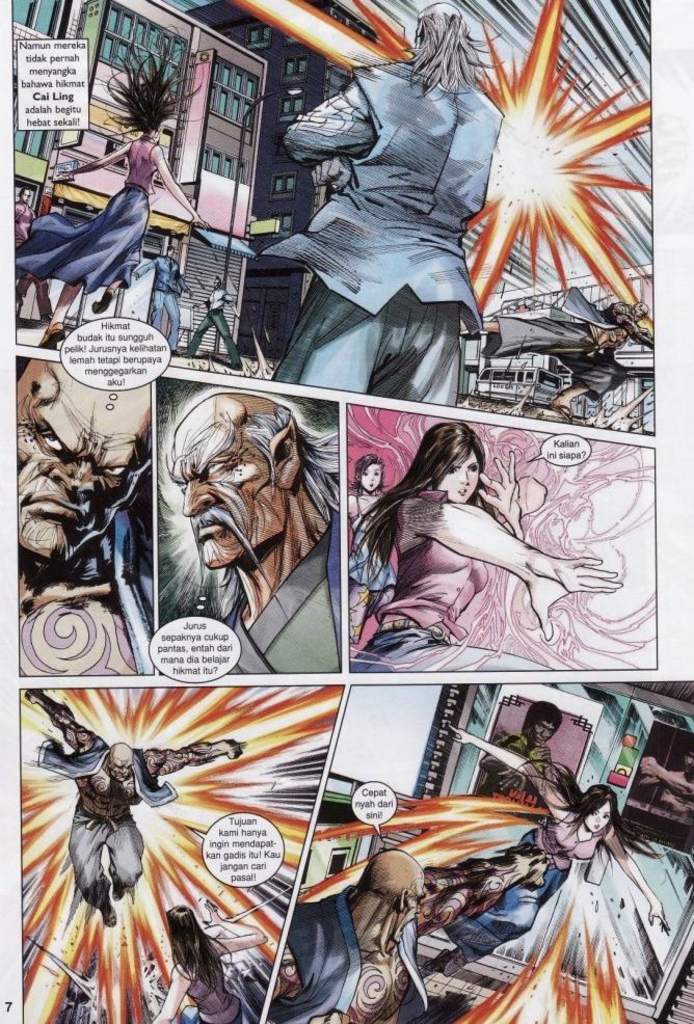 Namun mereka
tidak pernah
menyangka
bahawa hikmat
Cai Ling
adalah begitu
hebat sekali!
Hikmat
budak itu sungguh
pelik! Jurusnya kelihatan
lemah tetapi berupaya
menggegarkan
aku!
Jurus
sepaknya cukup
pantas, entah dari
mana dia belajar
hikmat itu?
Kalian
ini siapa?
Tujuan
kami hanya
ingin mendapat-
kan gadis itu! Kau
jangan cari
pasal!
Cepat
nyah dari
sini!
7